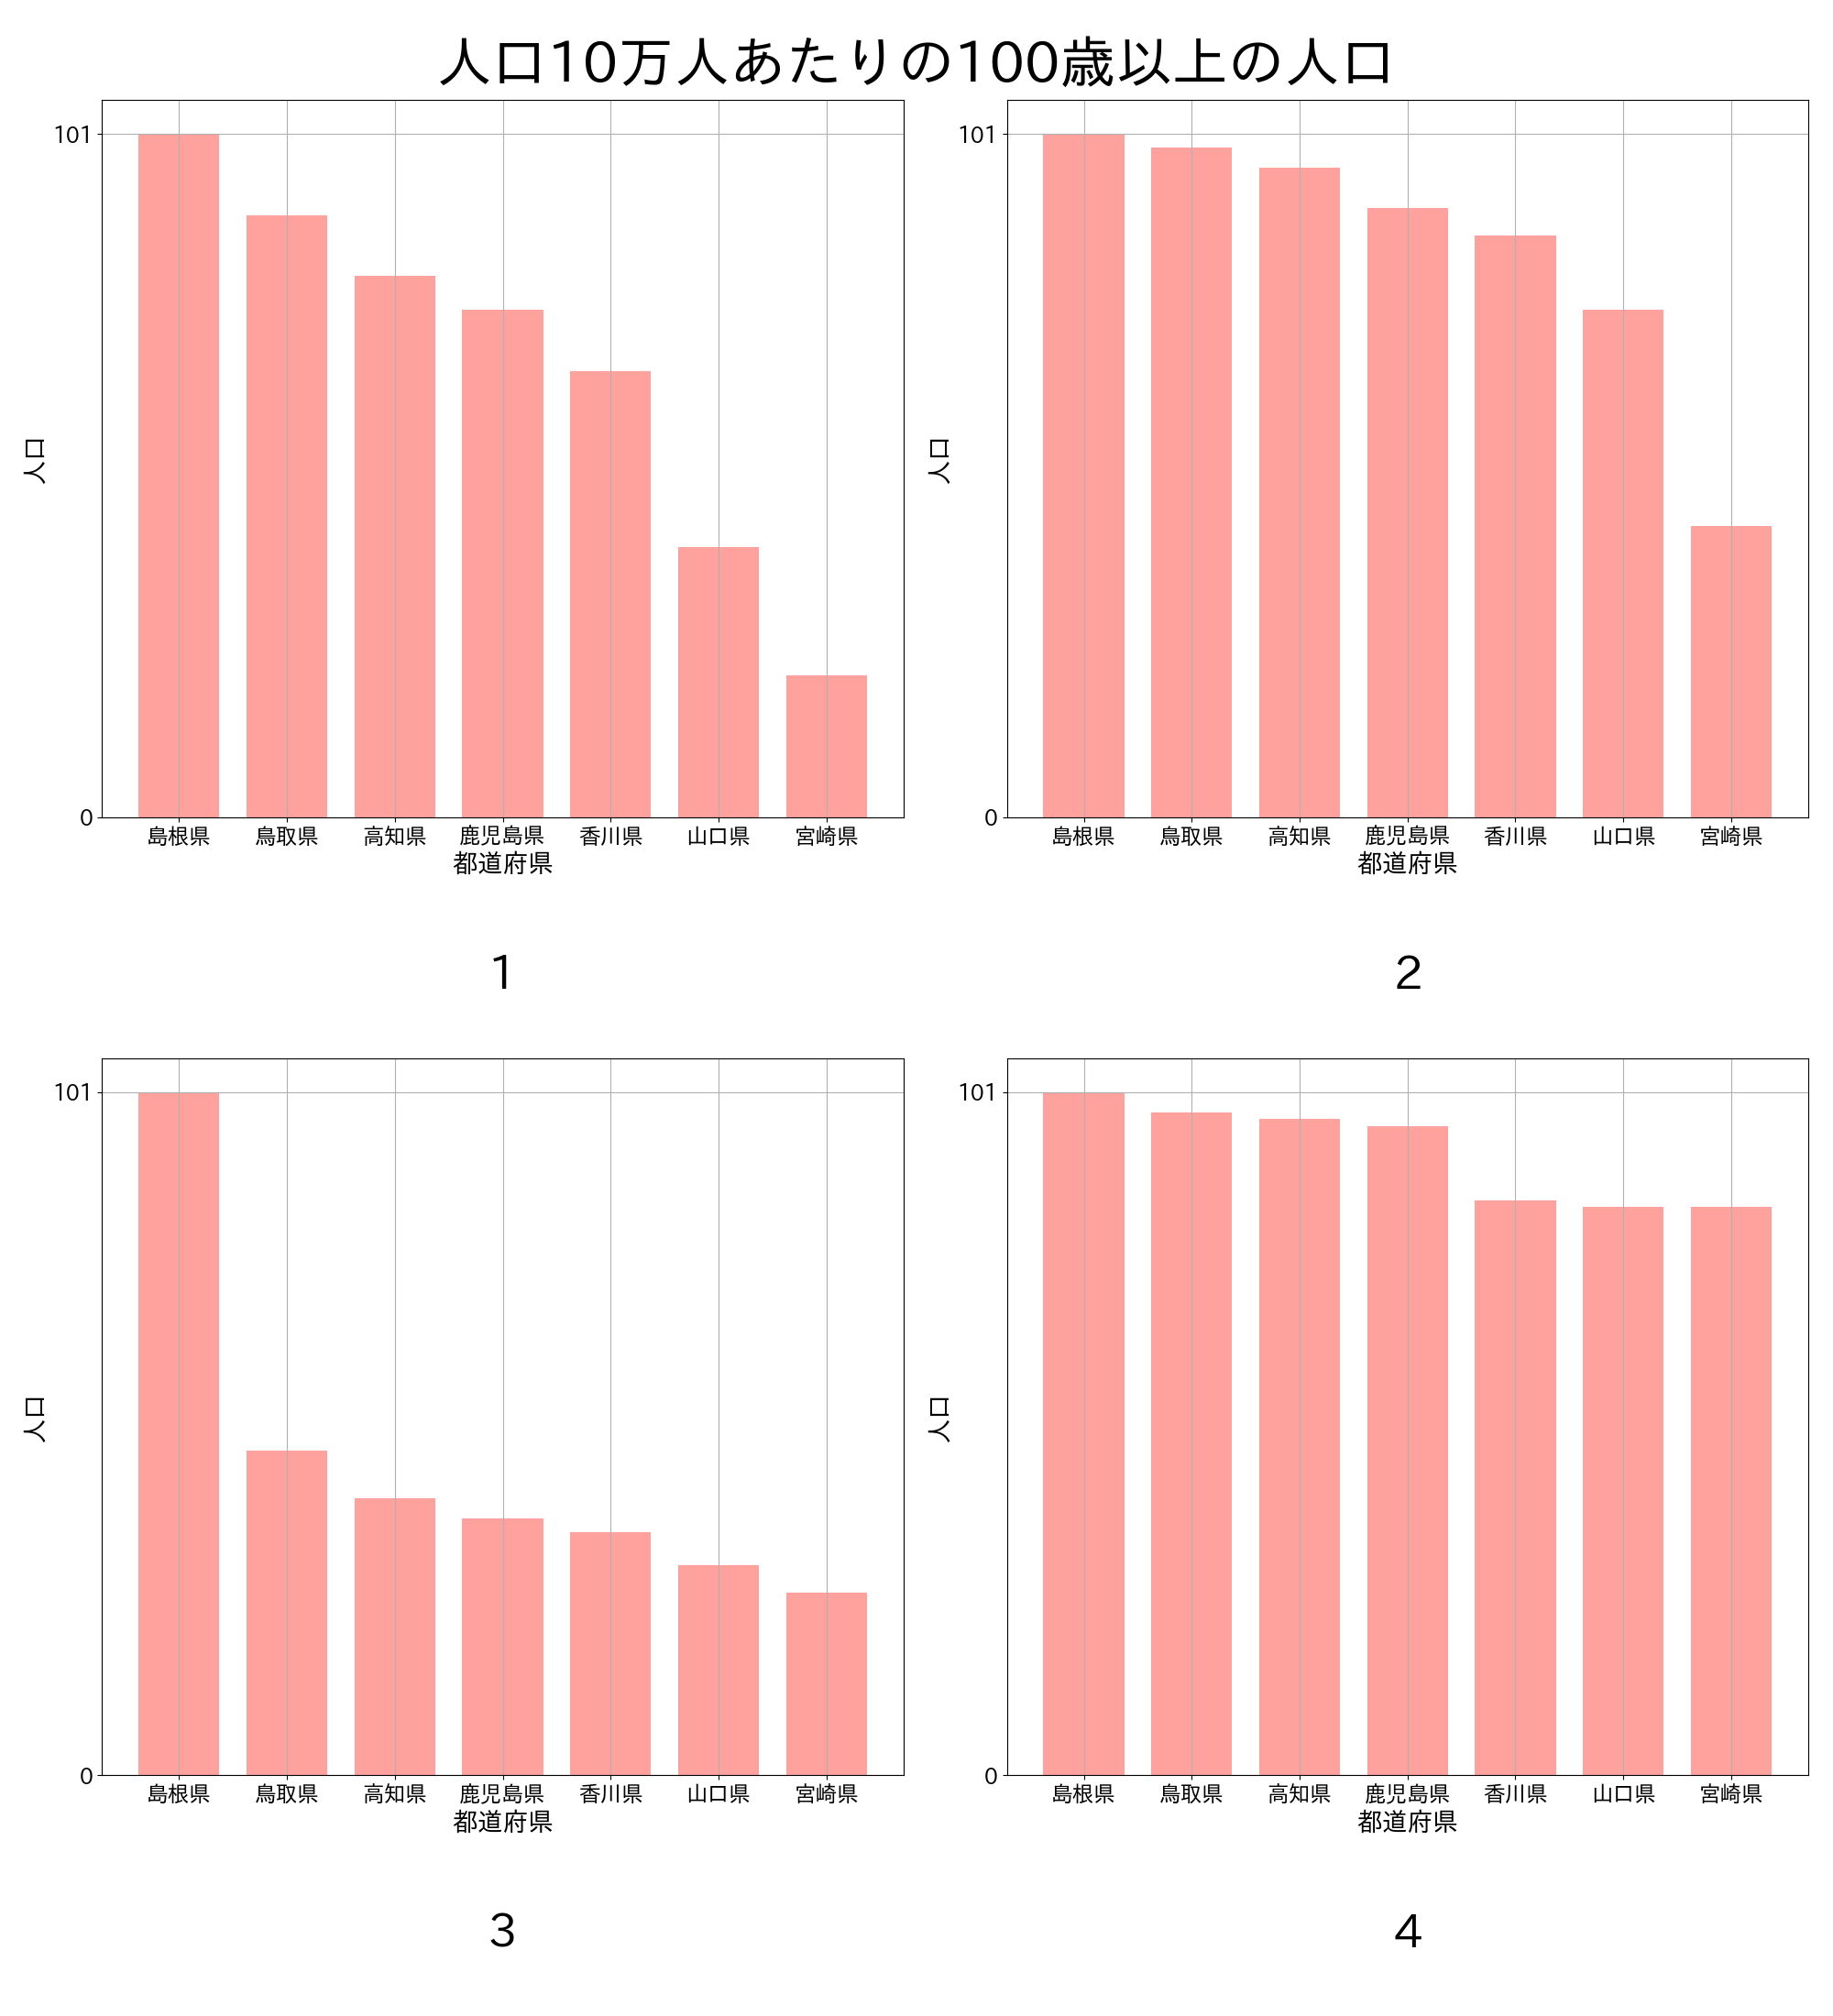 人口10万人あたりの100歳以上の人口
101
0
人口
島根県 鳥取県 高知県 鹿児島県 香川県 山口県 宮崎県
都道府県
1
101
0
人口
島根県 鳥取県 高知県 鹿児島県 香川県 山口県 宮崎県
都道府県
2
101
0
人口
島根県 鳥取県 高知県 鹿児島県 香川県 山口県 宮崎県
都道府県
3
101
0
人口
島根県 鳥取県 高知県 鹿児島県 香川県 山口県 宮崎県
都道府県
4